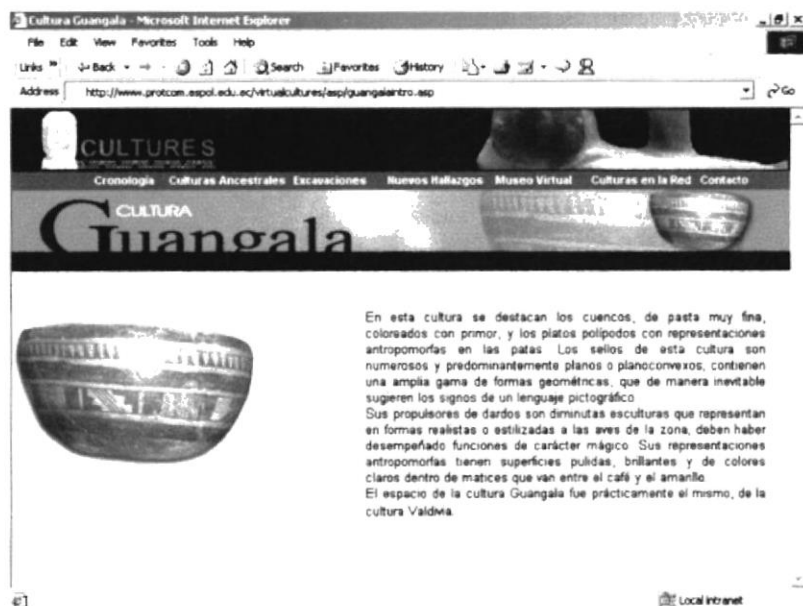 Cultura Guangala - Microsoft Internet Explorer
File Edit View Favorites Tools Help
Links » Back Search Favorites History
Address http://www.protcom.espol.edu.ec/virtualcultures/asp/guangalaintro.asp Go
CULTURES
Cronología Culturas Ancestrales Excavaciones Nuevos Hallazgos Museo Virtual Culturas en la Red Contacto
CULTURA
Guangala
En esta cultura se destacan los cuencos, de pasta muy fina,
coloreados con primor, y los platos polípodos con representaciones
antropomorfas en las patas. Los sellos de esta cultura son
numerosos y predominantemente planos o planoconvexos, contienen
una amplia gama de formas geométricas, que de manera inevitable
sugieren los signos de un lenguaje pictográfico
Sus propulsores de dardos son diminutas esculturas que representan
en formas realistas o estilizadas a las aves de la zona, deben haber
desempeñado funciones de carácter mágico. Sus representaciones
antropomorfas tienen superficies pulidas, brillantes y de colores
claros dentro de matices que van entre el café y el amarillo.
El espacio de la cultura Guangala fue prácticamente el mismo, de la
cultura Valdivia.
Local intranet